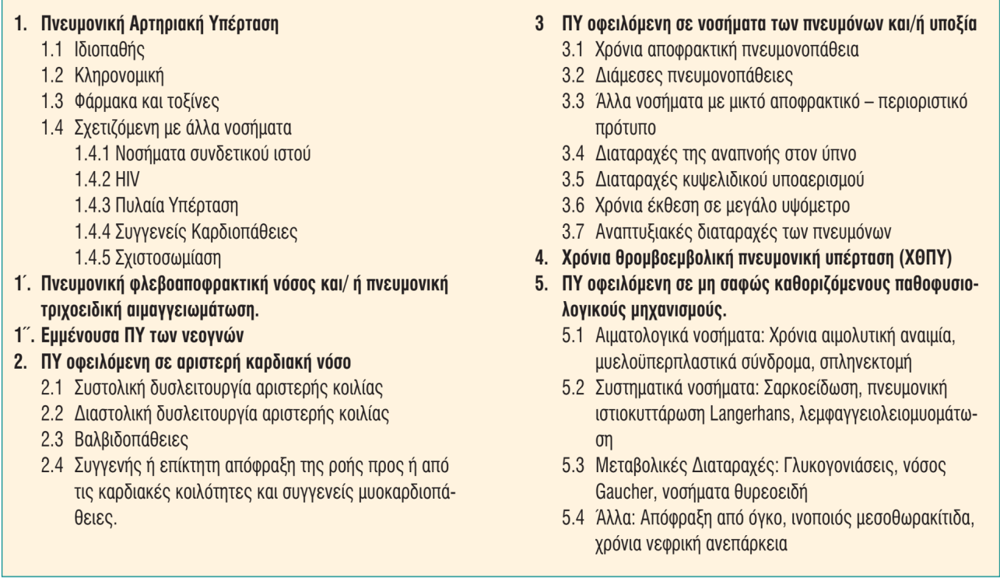 1. Πνευμονική Αρτηριακή Υπέρταση
1.1 Ιδιοπαθής
1.2 Κληρονομική
1.3 Φάρμακα και τοξίνες
1.4 Σχετιζόμενη με άλλα νοσήματα
1.4.1 Νοσήματα συνδετικού ιστού
1.4.2 HIV
1.4.3 Πυλαία Υπέρταση
1.4.4 Συγγενείς Καρδιοπάθειες
1.4.5 Σχιστοσωμίαση
1´. Πνευμονική φλεβοαποφρακτική νόσος και/ ή πνευμονική
τριχοειδική αιμαγγειωμάτωση.
1´´. Εμμένουσα ΠΥ των νεογνών
2. ΠΥ οφειλόμενη σε αριστερή καρδιακή νόσο
2.1 Συστολική δυσλειτουργία αριστερής κοιλίας
2.2 Διαστολική δυσλειτουργία αριστερής κοιλίας
2.3 Βαλβιδοπάθειες
2.4 Συγγενής ή επίκτητη απόφραξη της ροής προς ή από
τις καρδιακές κοιλότητες και συγγενείς μυοκαρδιοπά-
θειες.
3 ΠΥ οφειλόμενη σε νοσήματα των πνευμόνων και/ή υποξία
3.1 Χρόνια αποφρακτική πνευμονοπάθεια
3.2 Διάμεσες πνευμονοπάθειες
3.3 Άλλα νοσήματα με μικτό αποφρακτικό – περιοριστικό
πρότυπο
3.4 Διαταραχές της αναπνοής στον ύπνο
3.5 Διαταραχές κυψελιδικού υποαερισμού
3.6 Χρόνια έκθεση σε μεγάλο υψόμετρο
3.7 Αναπτυξιακές διαταραχές των πνευμόνων
4. Χρόνια θρομβοεμβολική πνευμονική υπέρταση (ΧΘΠΥ)
5. ΠΥ οφειλόμενη σε μη σαφώς καθοριζόμενους παθοφυσιο-
λογικούς μηχανισμούς.
5.1 Αιματολογικά νοσήματα: Χρόνια αιμολυτική αναιμία,
μυελοϋπερπλαστικά σύνδρομα, σπληνεκτομή
5.2 Συστηματικά νοσήματα: Σαρκοείδωση, πνευμονική
ιστιοκυττάρωση Langerhans, λεμφαγγειολειομυομάτω-
ση
5.3 Μεταβολικές Διαταραχές: Γλυκογονιάσεις, νόσος
Gaucher, νοσήματα θυρεοειδή
5.4 Άλλα: Απόφραξη από όγκο, ινοποιός μεσοθωρακίτιδα,
χρόνια νεφρική ανεπάρκεια